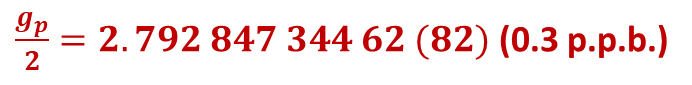 g_p/2 = 2.792 847 344 62 (82) (0.3 p.p.b.)